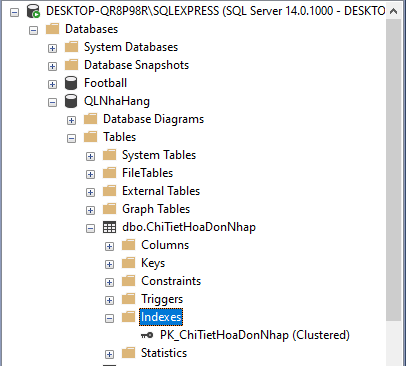 DESKTOP-QR8P98R\SQLEXPRESS (SQL Server 14.0.1000 - DESKTO
Databases
System Databases
Database Snapshots
Football
QLNhaHang
Database Diagrams
Tables
System Tables
FileTables
External Tables
Graph Tables
dbo.ChiTietHoaDonNhap
Columns
Keys
Constraints
Triggers
Indexes
PK_ChiTietHoaDonNhap (Clustered)
Statistics